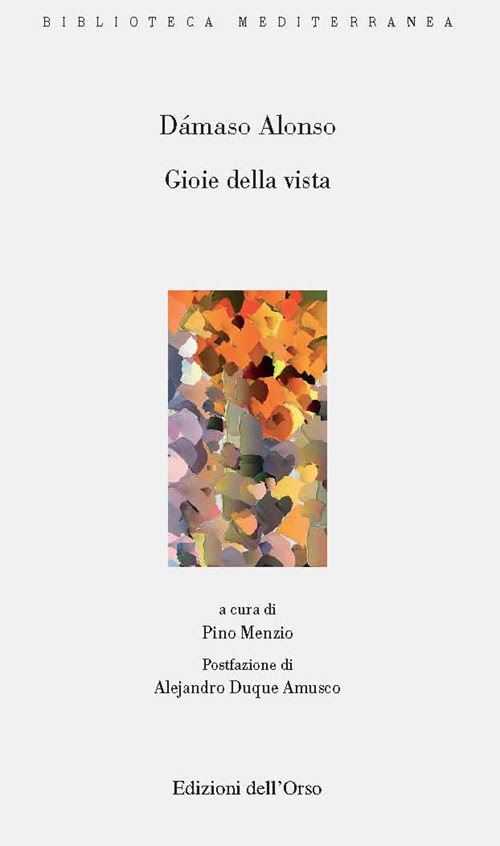 BIBLIOTECA MEDITERRANEA
Dámaso Alonso
Gioie della vista
a cura di
Pino Menzio
Postfazione di
Alejandro Duque Amusco
Edizioni dell'Orso